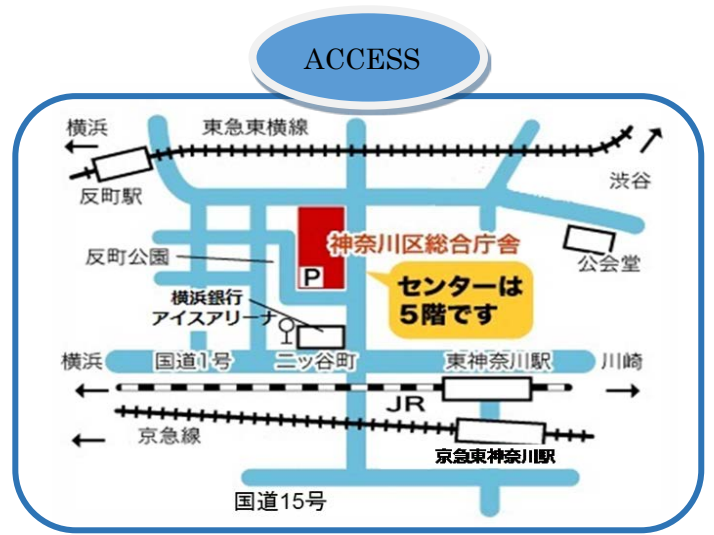 ACCESS
横浜
東急東横線
渋谷
反町駅
神奈川区総合庁舎
反町公園
公会堂
P
センターは
5階です
横浜銀行
アイスアリーナ
横浜
国道1号
二ッ谷町
東神奈川駅
川崎
JR
京急線
京急東神奈川駅
国道15号